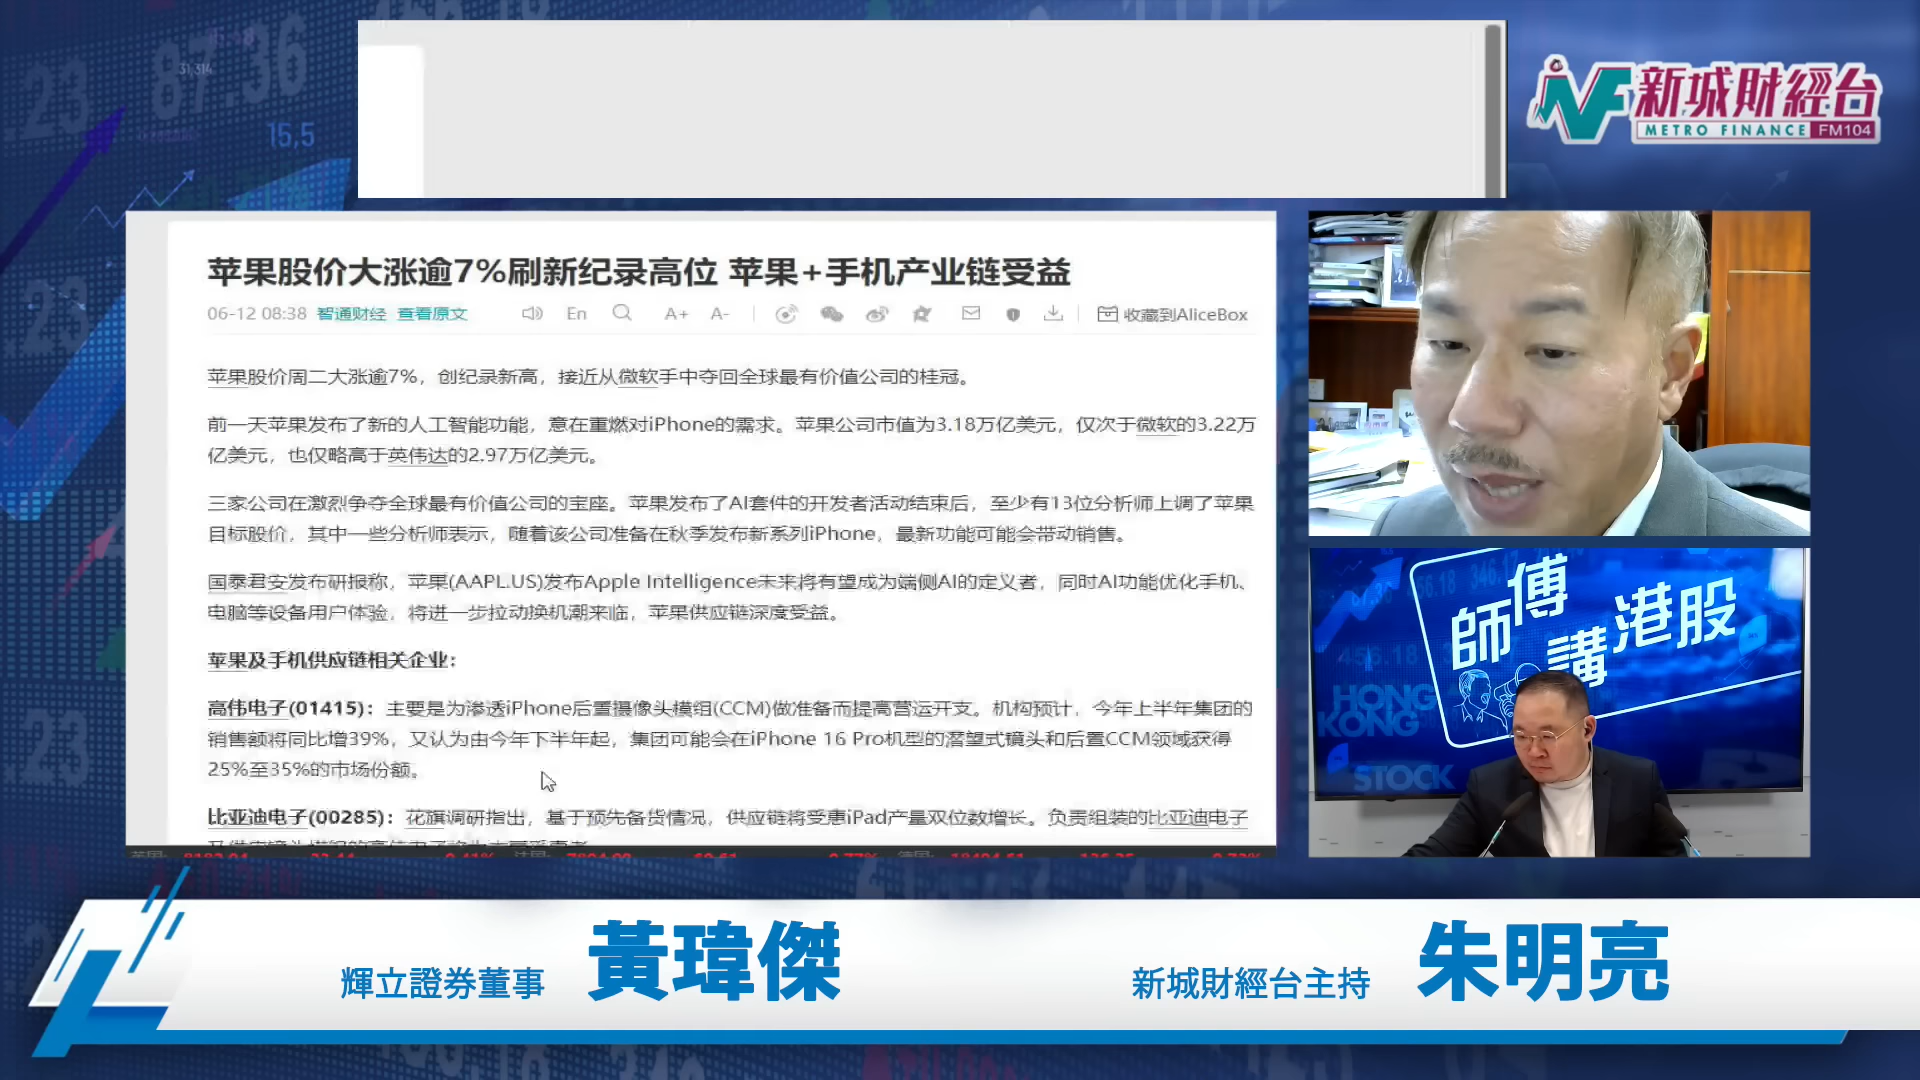 新城財經台
METRO FINANCE FM104
87.36
31,314
15,5
23
苹果股价大涨逾7%刷新纪录高位 苹果+手机产业链受益
06-12 08:38 智通财经 查看原文 En A+ A- 收藏到AliceBox
苹果股价周二大涨逾7%，创纪录新高，接近从微软手中夺回全球最有价值公司的桂冠。
前一天苹果发布了新的人工智能功能，意在重燃对iPhone的需求。苹果公司市值为3.18万亿美元，仅次于微软的3.22万
亿美元，也仅略高于英伟达的2.97万亿美元。
三家公司在激烈争夺全球最有价值公司的宝座。苹果发布了AI套件的开发者活动结束后，至少有13位分析师上调了苹果
目标股价，其中一些分析师表示，随着该公司准备在秋季发布新系列iPhone，最新功能可能会带动销售。
国泰君安发布研报称，苹果(AAPL.US)发布Apple Intelligence未来将有望成为端侧AI的定义者，同时AI功能优化手机、
电脑等设备用户体验，将进一步拉动换机潮来临，苹果供应链深度受益。
苹果及手机供应链相关企业：
高伟电子(01415)：主要是为渗透iPhone后置摄像头模组(CCM)做准备而提高营运开支。机构预计，今年上半年集团的
销售额将同比增39%，又认为由今年下半年起，集团可能会在iPhone 16 Pro机型的潜望式镜头和后置CCM领域获得
25%至35%的市场份额。
比亚迪电子(00285)：花旗调研指出，基于预先备货情况，供应链将受惠iPad产量双位数增长。负责组装的比亚迪电子
師傅
講港股
HONG
KONG
STOCK
輝立證券董事 黃瑋傑
新城財經台主持 朱明亮